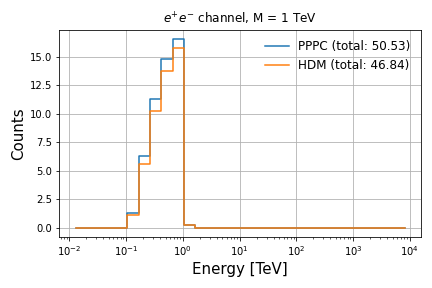 e⁺e⁻ channel, M = 1 TeV
PPPC (total: 50.53)
HDM (total: 46.84)
Counts
15.0
12.5
10.0
7.5
5.0
2.5
0.0
10⁻² 10⁻¹ 10⁰ 10¹ 10² 10³ 10⁴
Energy [TeV]